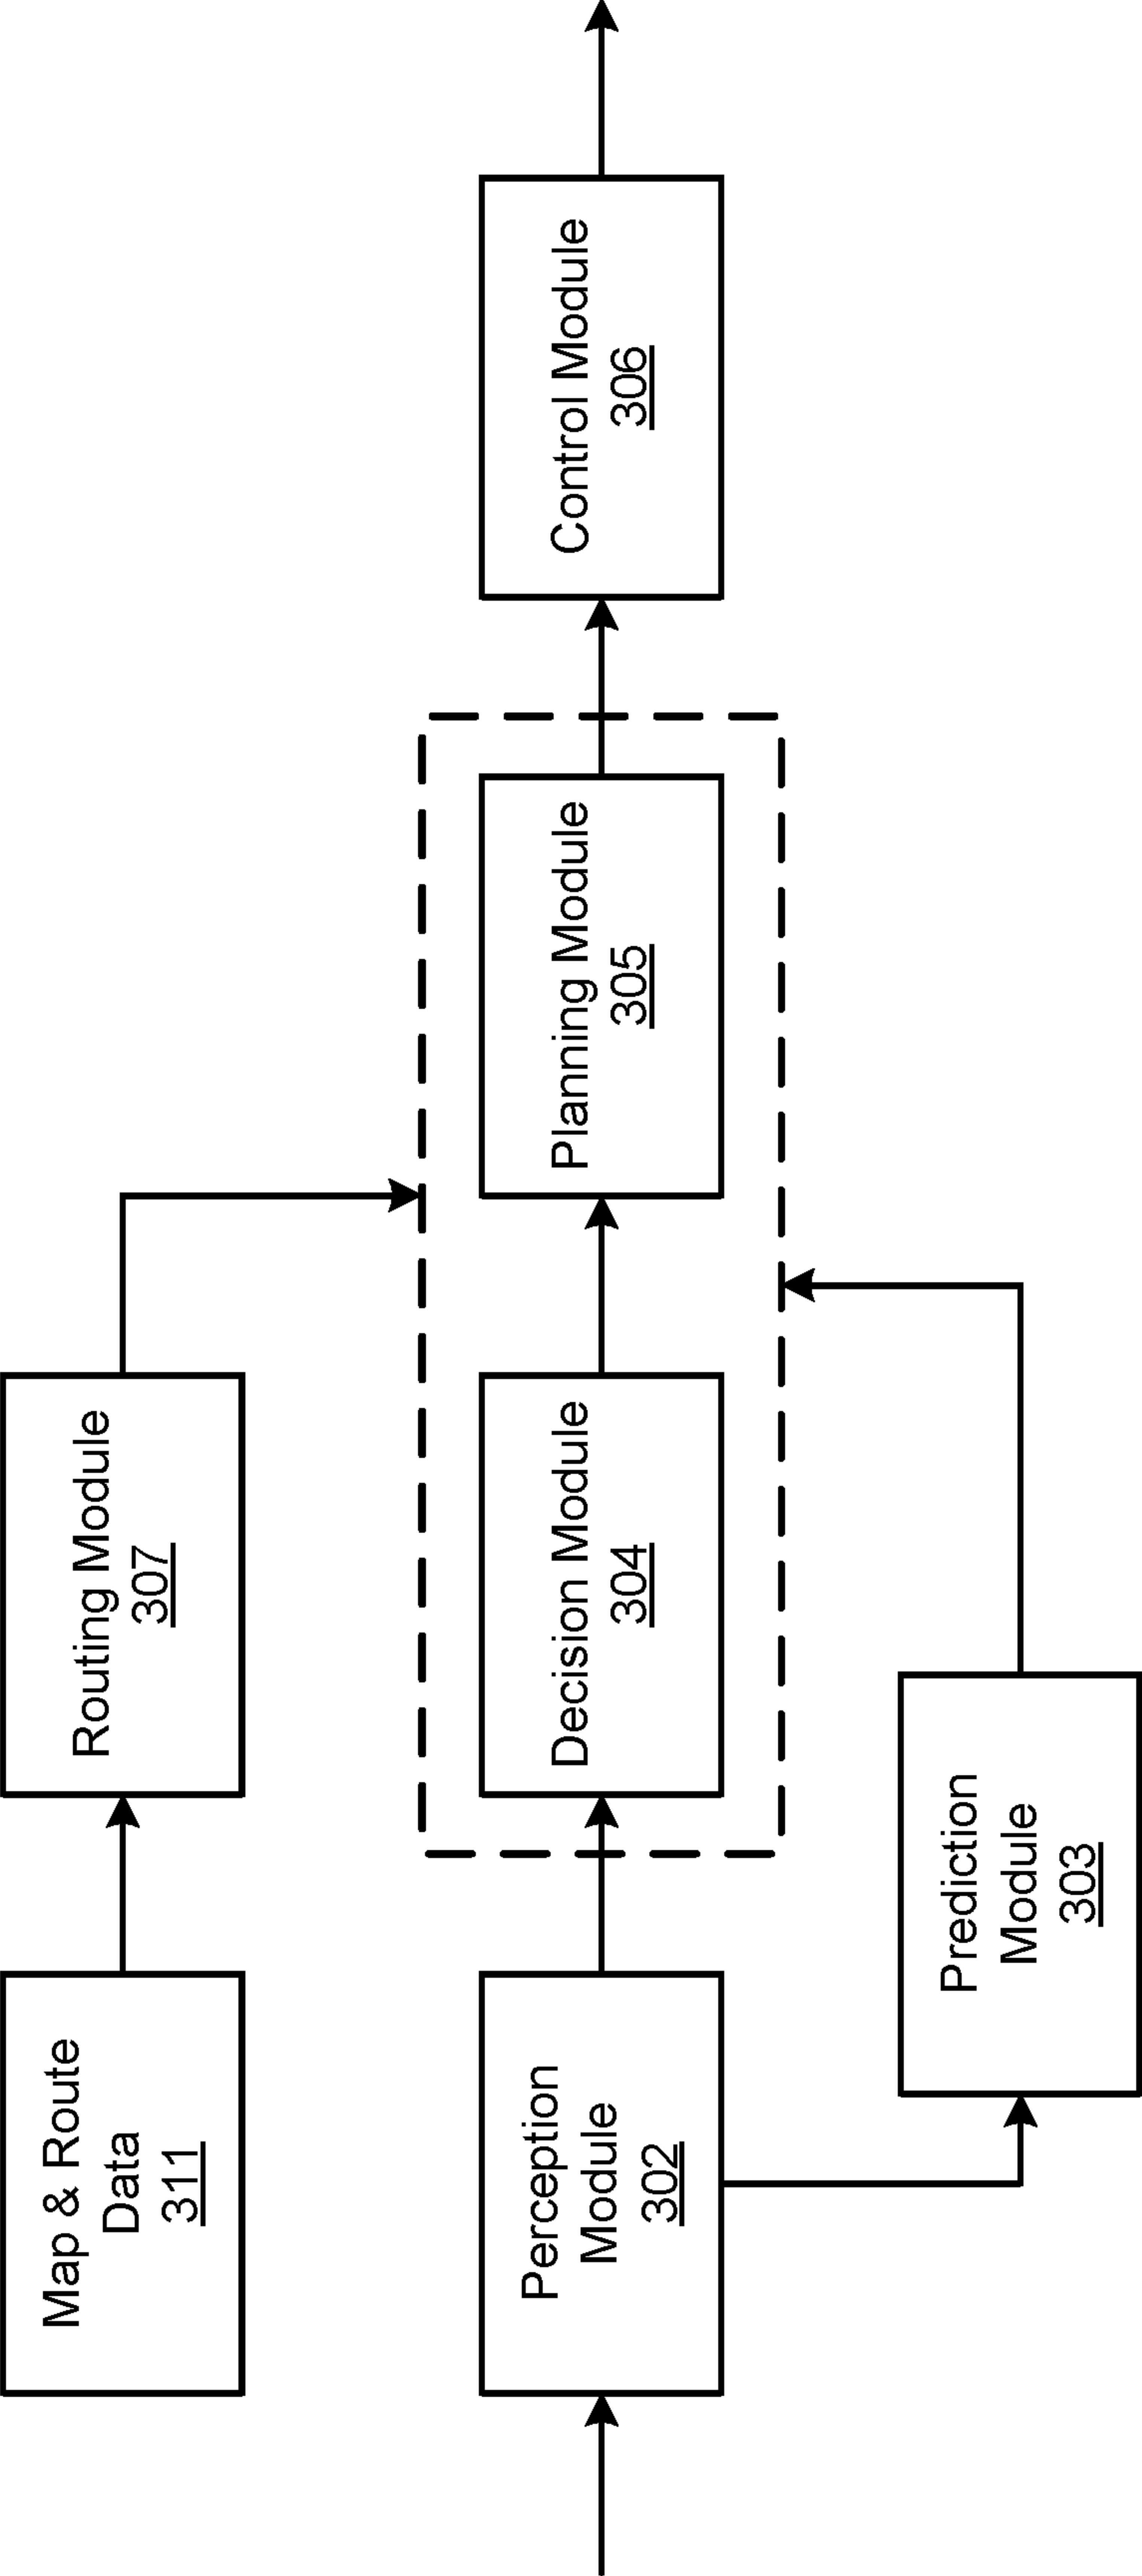 Map & Route
Data
311
Routing Module
307
Perception
Module
302
Decision Module
304
Planning Module
305
Control Module
306
Prediction
Module
303